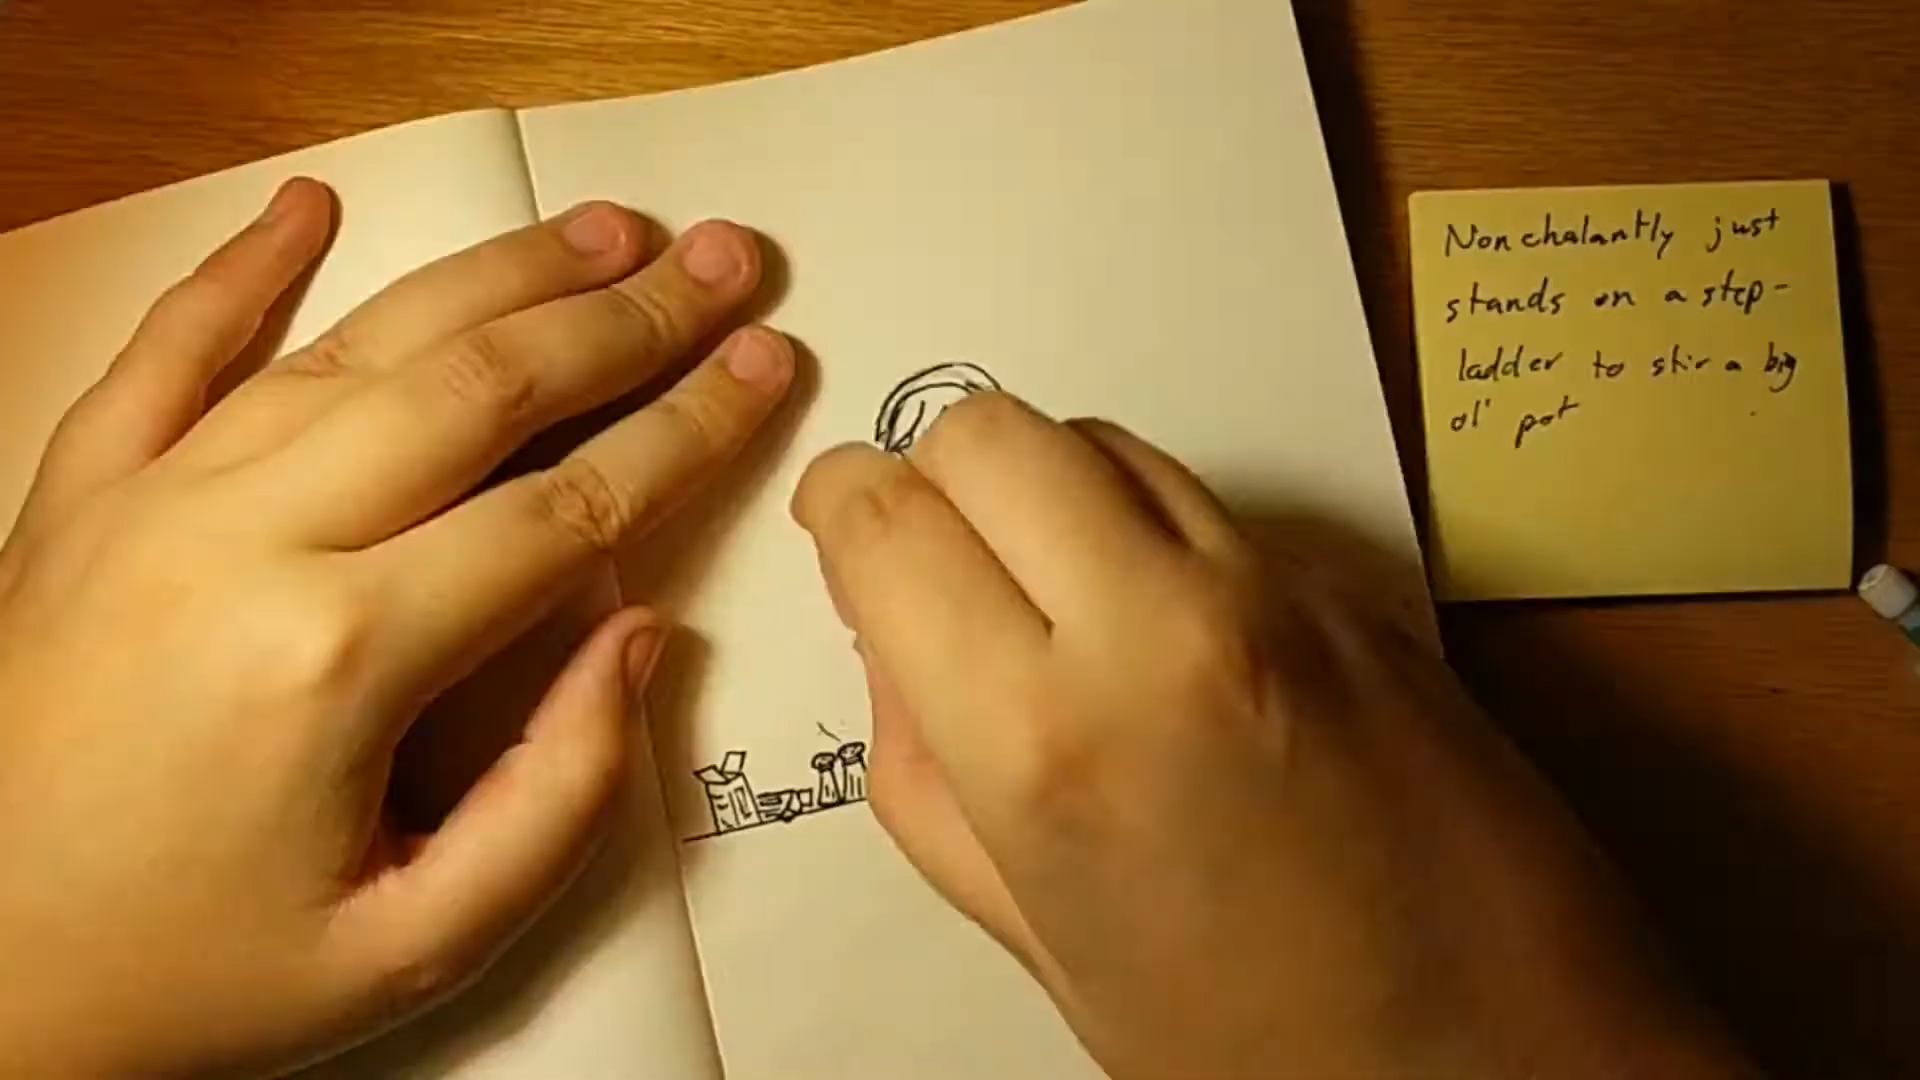 Nonchalantly just
stands on a step-
ladder to stir a big
ol' pot